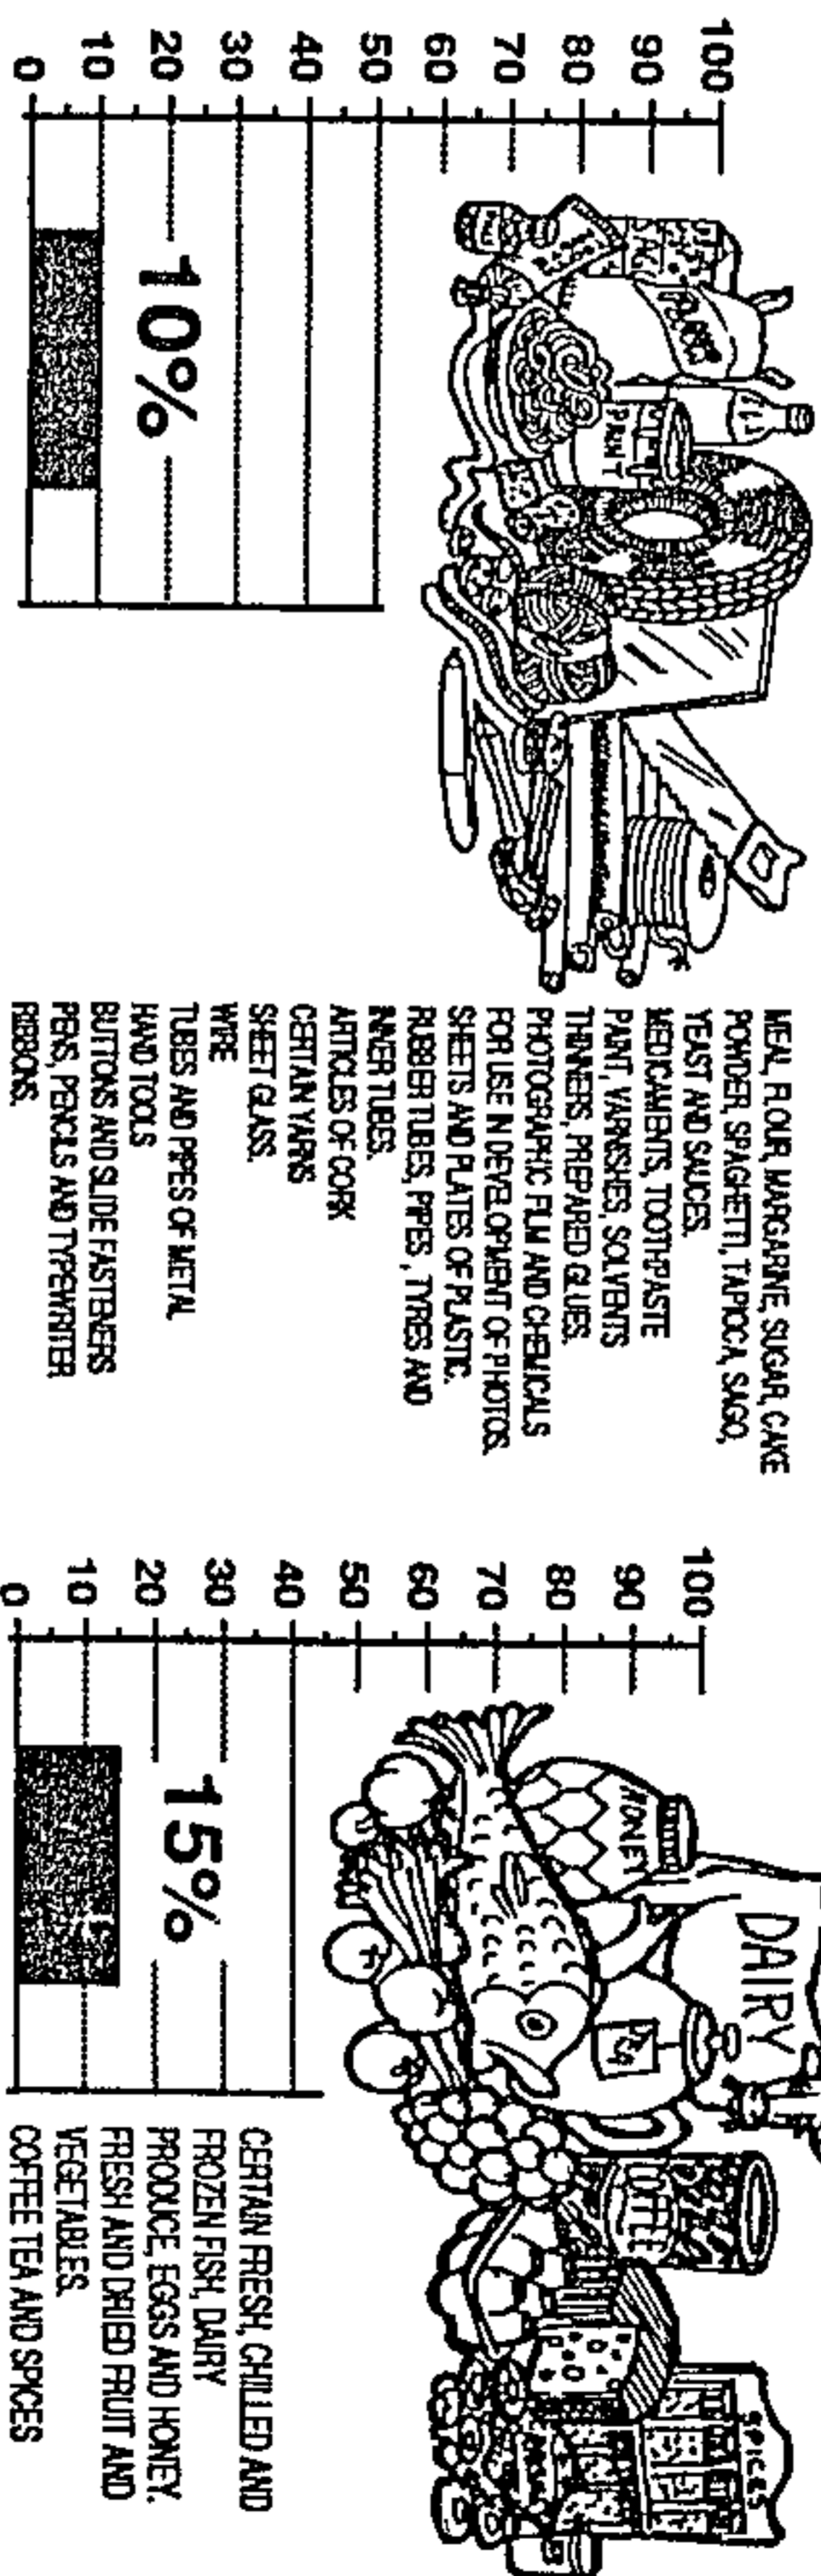 100
90
80
70
60
50
40
30
20
10
0
10%
PAINT
MEAL, FLOUR, MARGARINE, SUGAR, CAKE
POWDER, SPAGHETTI, TAPIOCA, SAGO,
YEAST AND SAUCES.
MEDICAMENTS, TOOTHPASTE
PAINT, VARNISHES, SOLVENTS
THINNERS, PREPARED GLUES.
PHOTOGRAPHIC FILM AND CHEMICALS
FOR USE IN DEVELOPMENT OF PHOTOS.
SHEETS AND PLATES OF PLASTIC.
RUBBER TUBES, PIPES, TYRES AND
INNER TUBES.
ARTICLES OF CORK
CERTAIN YARNS
SHEET GLASS.
WIRE
TUBES AND PIPES OF METAL
HAND TOOLS
BUTTONS AND SLIDE FASTENERS
PENS, PENCILS AND TYPEWRITER
RIBBONS.
100
90
80
70
60
50
40
30
20
10
0
15%
HONEY
DAIRY
COFFEE
SPICES
CERTAIN FRESH, CHILLED AND
FROZEN FISH, DAIRY
PRODUCE, EGGS AND HONEY.
FRESH AND DRIED FRUIT AND
VEGETABLES.
COFFEE TEA AND SPICES